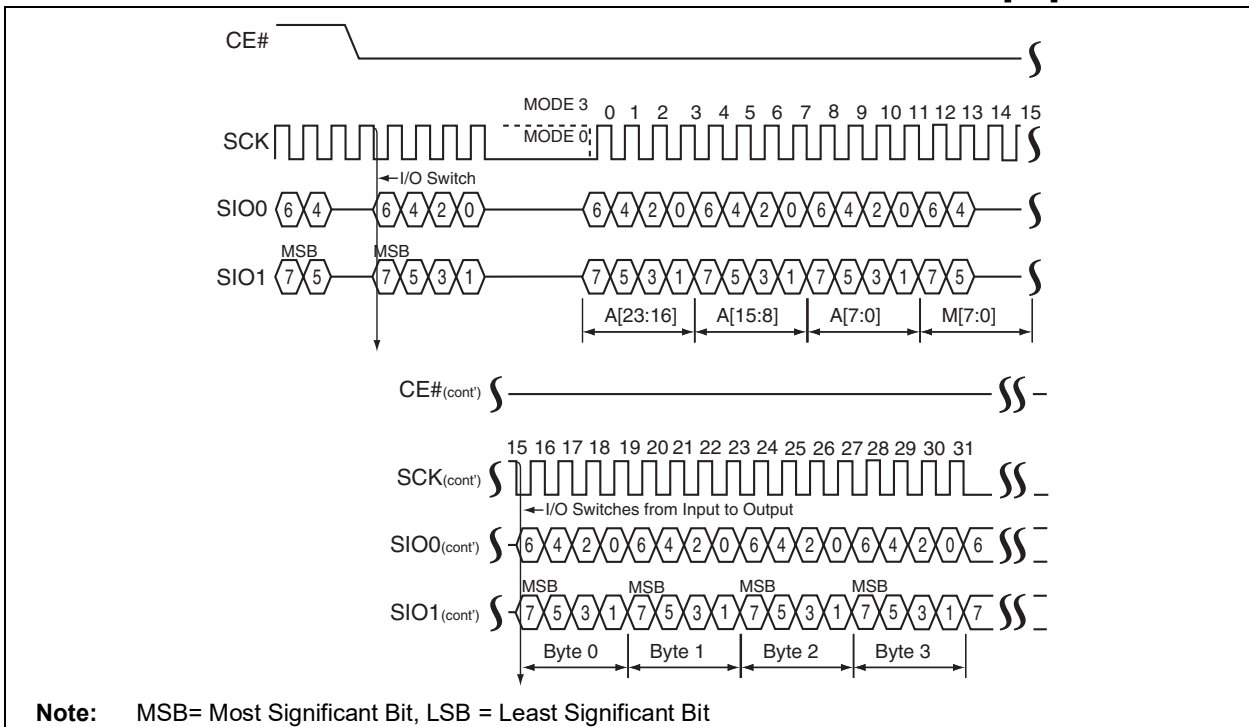 CE#
MODE 3
0 1 2 3 4 5 6 7 8 9 10 11 12 13 14 15
SCK
MODE 0
I/O Switch
SIO0 6 4 6 4 2 0 6 4 2 0 6 4 2 0 6 4 2 0 6 4
MSB MSB
SIO1 7 5 7 5 3 1 7 5 3 1 7 5 3 1 7 5 3 1 7 5
A[23:16] A[15:8] A[7:0] M[7:0]
CE#(cont')
15 16 17 18 19 20 21 22 23 24 25 26 27 28 29 30 31
SCK(cont')
I/O Switches from Input to Output
SIO0(cont') 6 4 2 0 6 4 2 0 6 4 2 0 6 4 2 0 6
MSB MSB MSB MSB
SIO1(cont') 7 5 3 1 7 5 3 1 7 5 3 1 7 5 3 1 7
Byte 0 Byte 1 Byte 2 Byte 3
Note: MSB= Most Significant Bit, LSB = Least Significant Bit